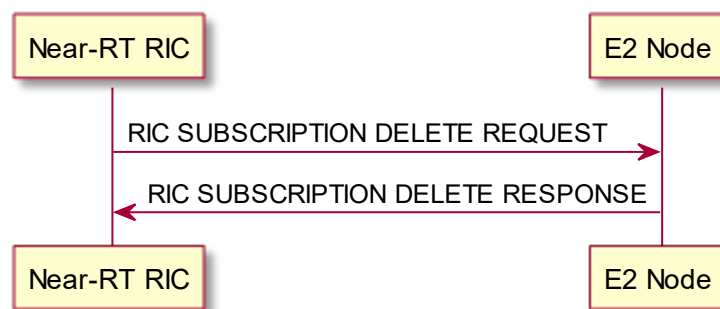 Near-RT RIC
E2 Node
RIC SUBSCRIPTION DELETE REQUEST
RIC SUBSCRIPTION DELETE RESPONSE
Near-RT RIC
E2 Node